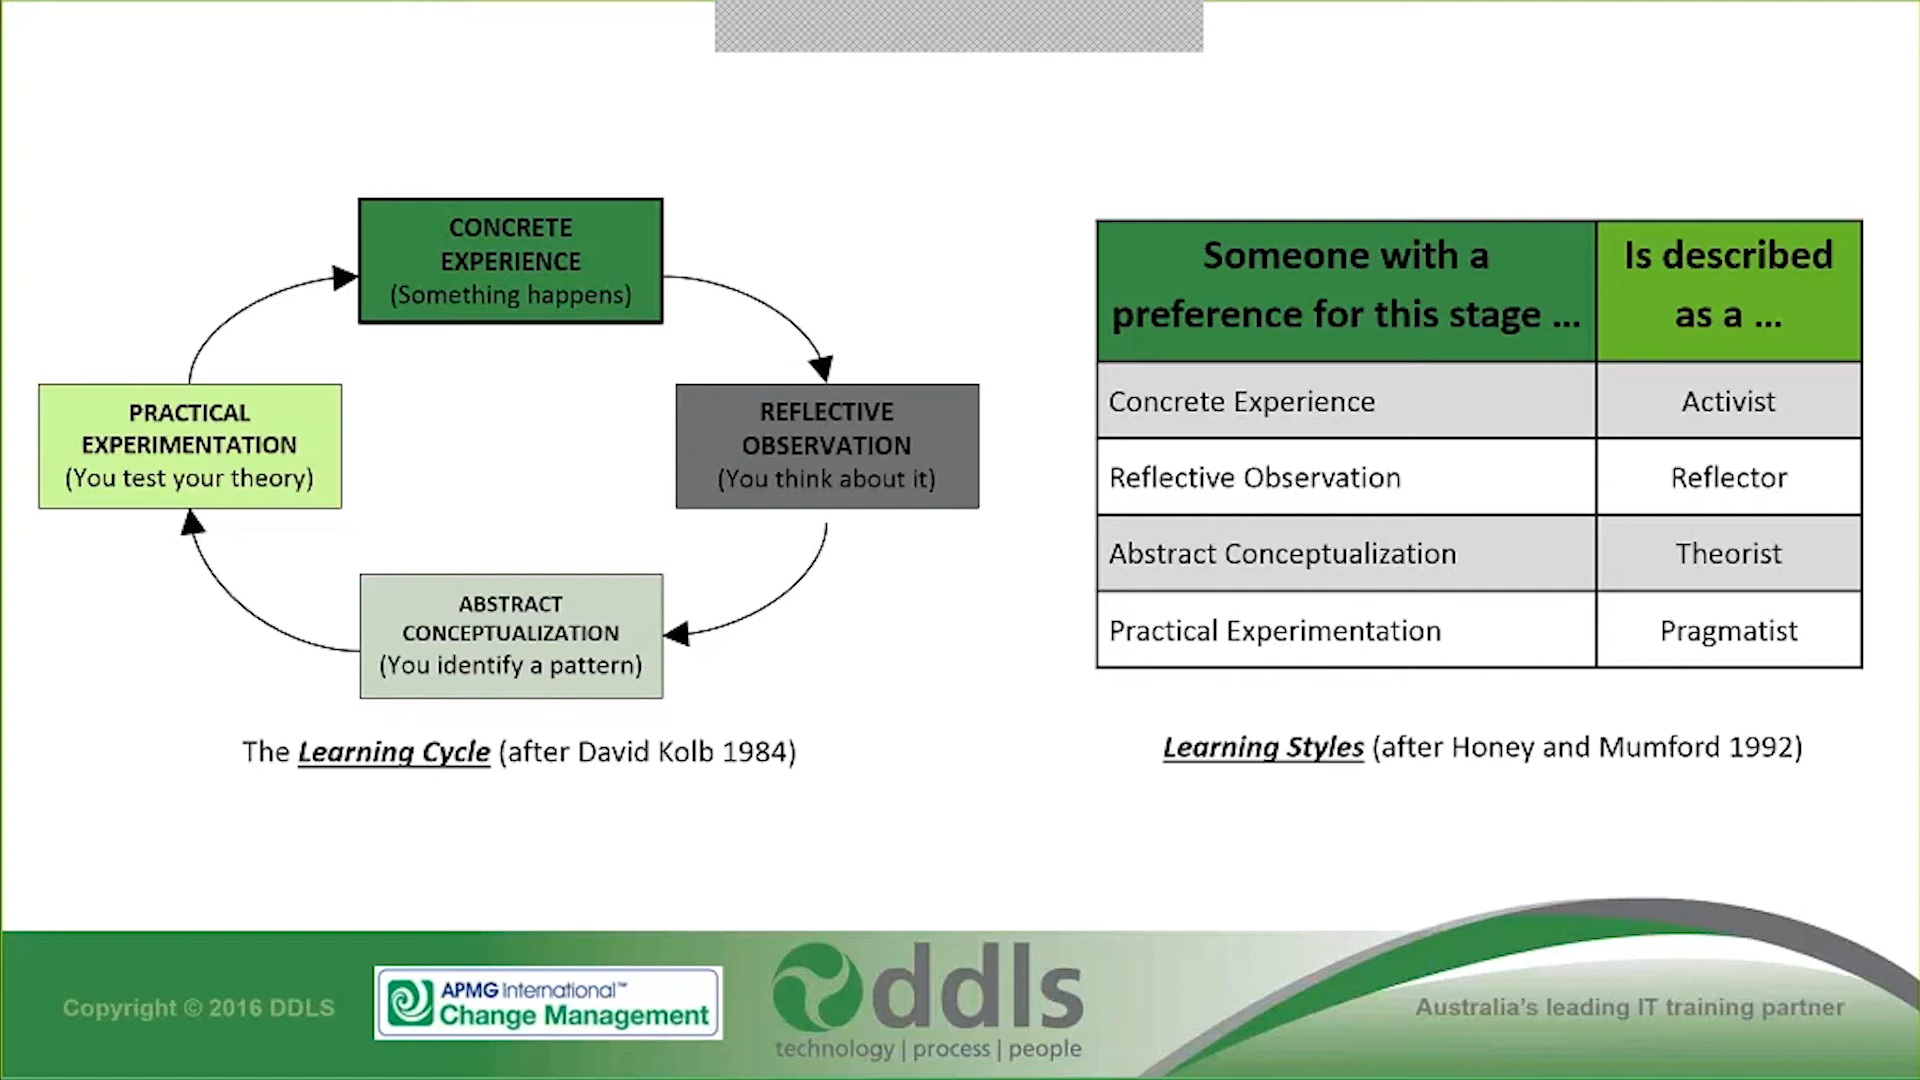 CONCRETE
EXPERIENCE
(Something happens)
PRACTICAL
EXPERIMENTATION
(You test your theory)
REFLECTIVE
OBSERVATION
(You think about it)
ABSTRACT
CONCEPTUALIZATION
(You identify a pattern)
The Learning Cycle (after David Kolb 1984)
Someone with a
preference for this stage ...
Is described
as a ...
Concrete Experience
Activist
Reflective Observation
Reflector
Abstract Conceptualization
Theorist
Practical Experimentation
Pragmatist
Learning Styles (after Honey and Mumford 1992)
Copyright © 2016 DDLS
APMG International™
Change Management
ddls
technology | process | people
Australia's leading IT training partner